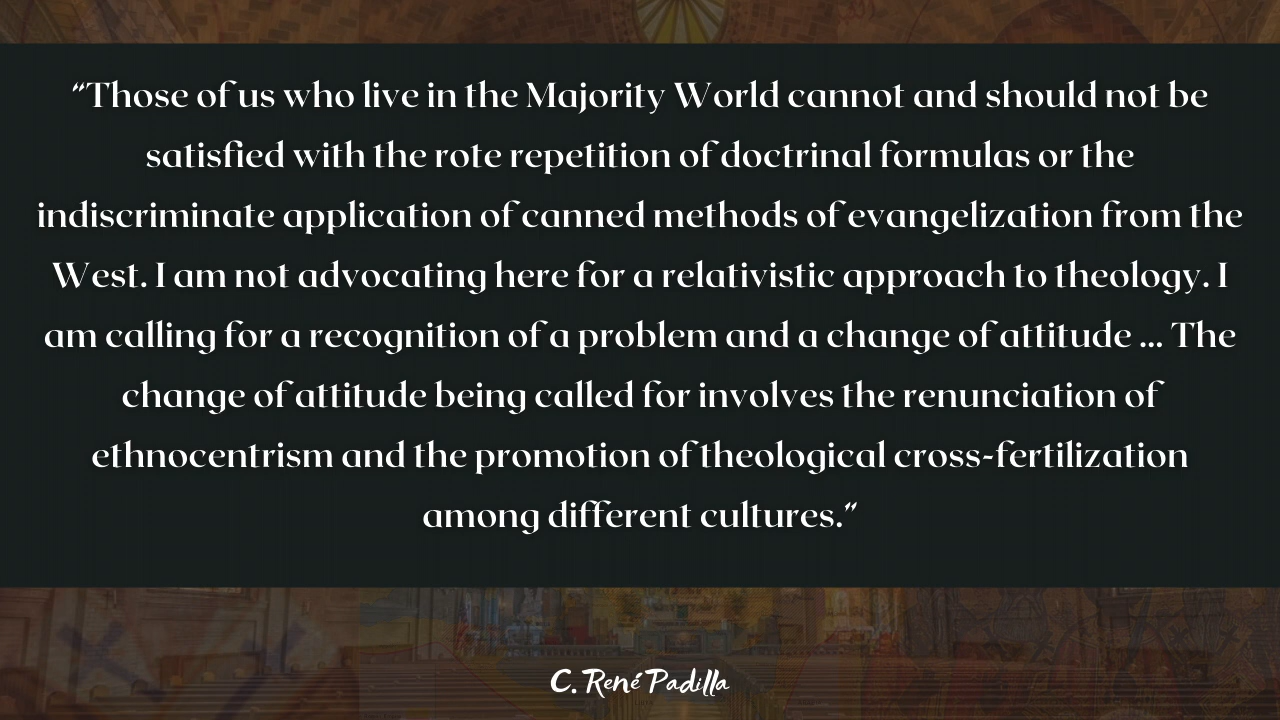 “Those of us who live in the Majority World cannot and should not be
satisfied with the rote repetition of doctrinal formulas or the
indiscriminate application of canned methods of evangelization from the
West. I am not advocating here for a relativistic approach to theology. I
am calling for a recognition of a problem and a change of attitude ... The
change of attitude being called for involves the renunciation of
ethnocentrism and the promotion of theological cross-fertilization
among different cultures.”
C. René Padilla